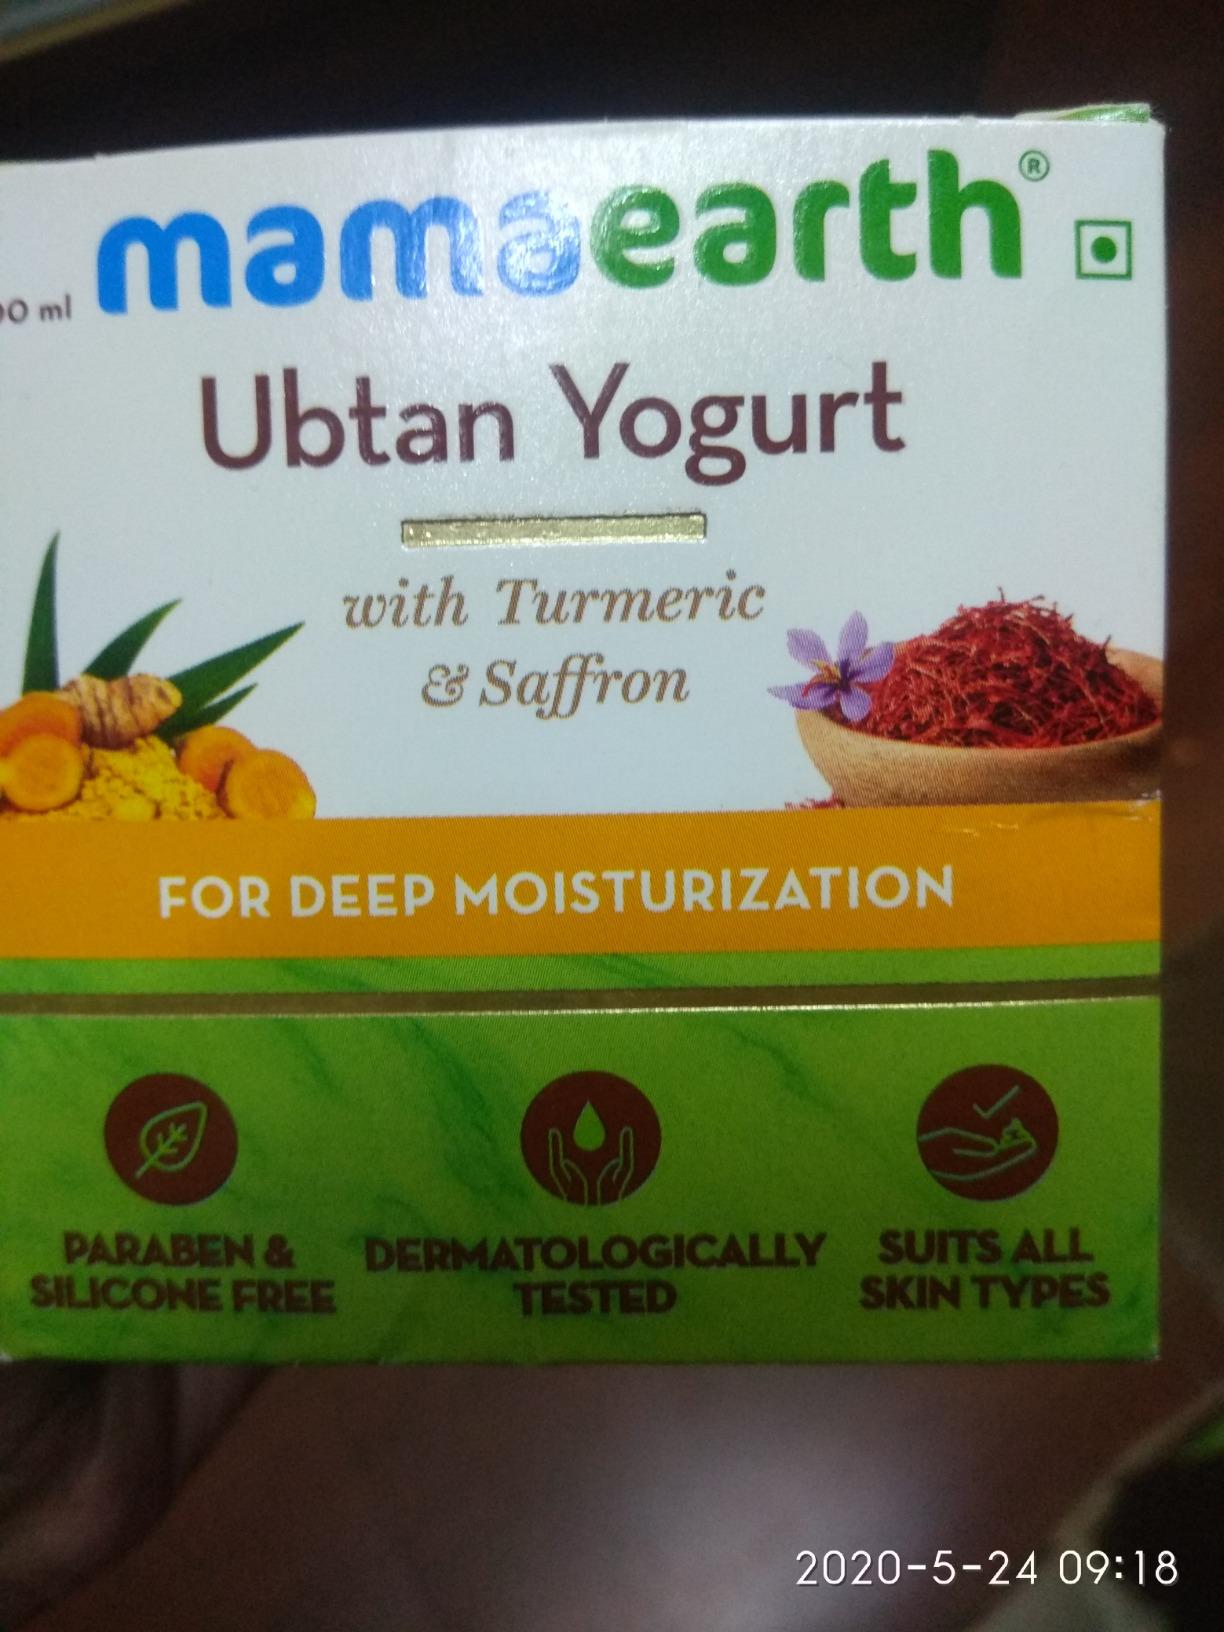 mamaearth®
ml
Ubtan Yogurt
with Turmeric
& Saffron
FOR DEEP MOISTURIZATION
PARABEN &
SILICONE FREE
DERMATOLOGICALLY
TESTED
SUITS ALL
SKIN TYPES
2020-5-24 09:18